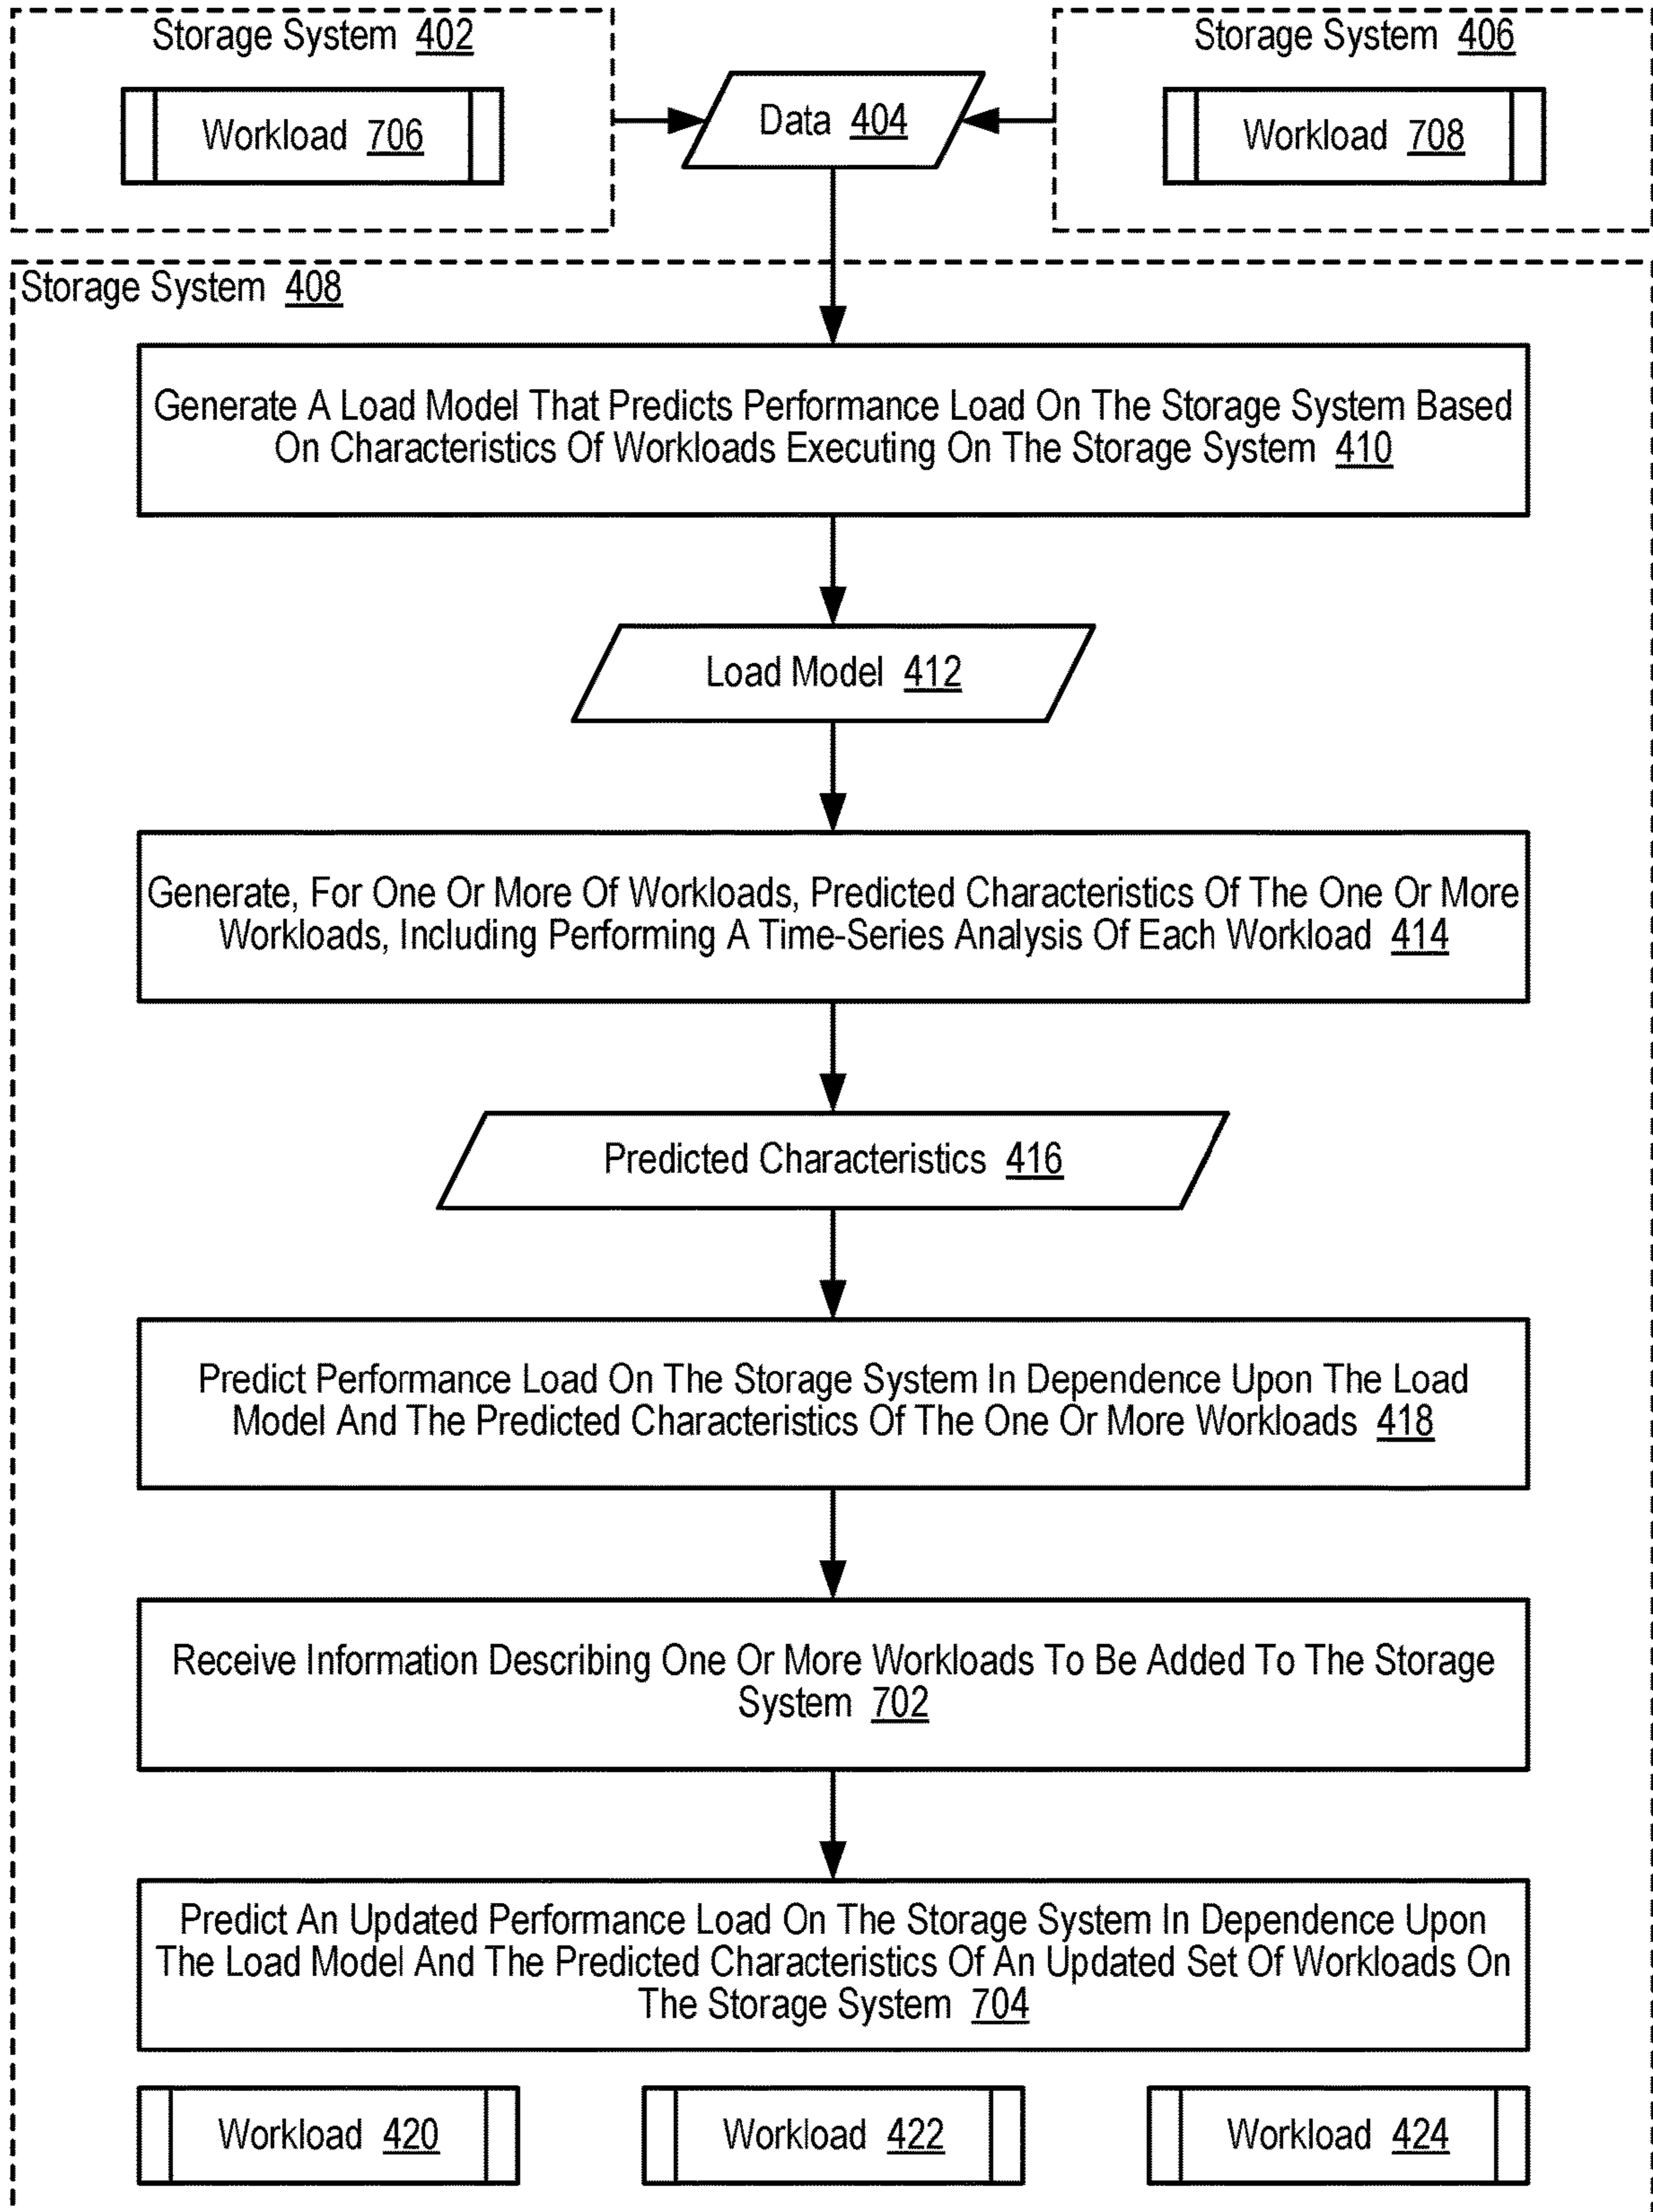 Storage System 402
Workload 706
Data 404
Storage System 406
Workload 708
Storage System 408
Generate A Load Model That Predicts Performance Load On The Storage System Based
On Characteristics Of Workloads Executing On The Storage System 410
Load Model 412
Generate, For One Or More Of Workloads, Predicted Characteristics Of The One Or More
Workloads, Including Performing A Time-Series Analysis Of Each Workload 414
Predicted Characteristics 416
Predict Performance Load On The Storage System In Dependence Upon The Load
Model And The Predicted Characteristics Of The One Or More Workloads 418
Receive Information Describing One Or More Workloads To Be Added To The Storage
System 702
Predict An Updated Performance Load On The Storage System In Dependence Upon
The Load Model And The Predicted Characteristics Of An Updated Set Of Workloads On
The Storage System 704
Workload 420
Workload 422
Workload 424